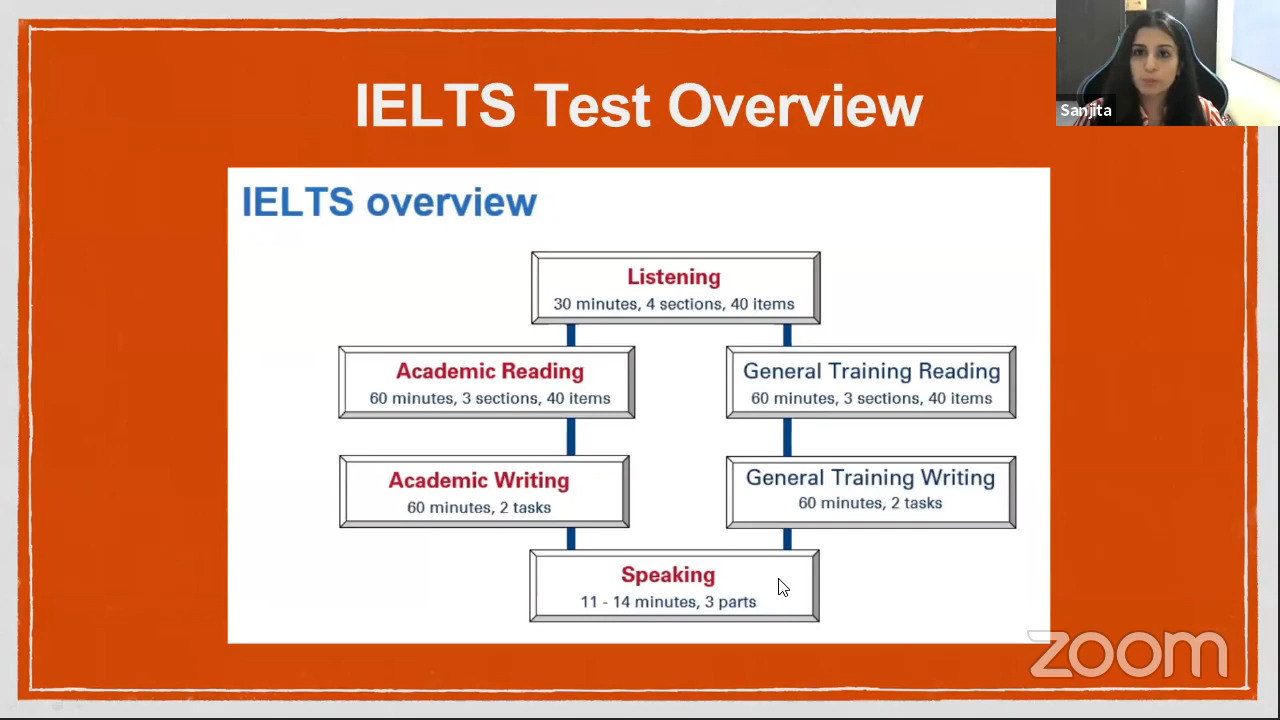 IELTS Test Overview
Sanjita
IELTS overview
Listening
30 minutes, 4 sections, 40 items
Academic Reading
60 minutes, 3 sections, 40 items
General Training Reading
60 minutes, 3 sections, 40 items
Academic Writing
60 minutes, 2 tasks
General Training Writing
60 minutes, 2 tasks
Speaking
11 - 14 minutes, 3 parts
zoom